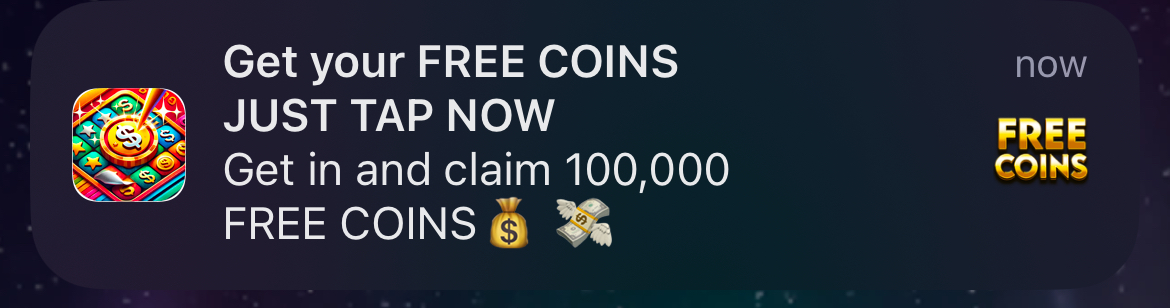 Get your FREE COINS
JUST TAP NOW
Get in and claim 100,000
FREE COINS💰 💸
now
FREE
COINS